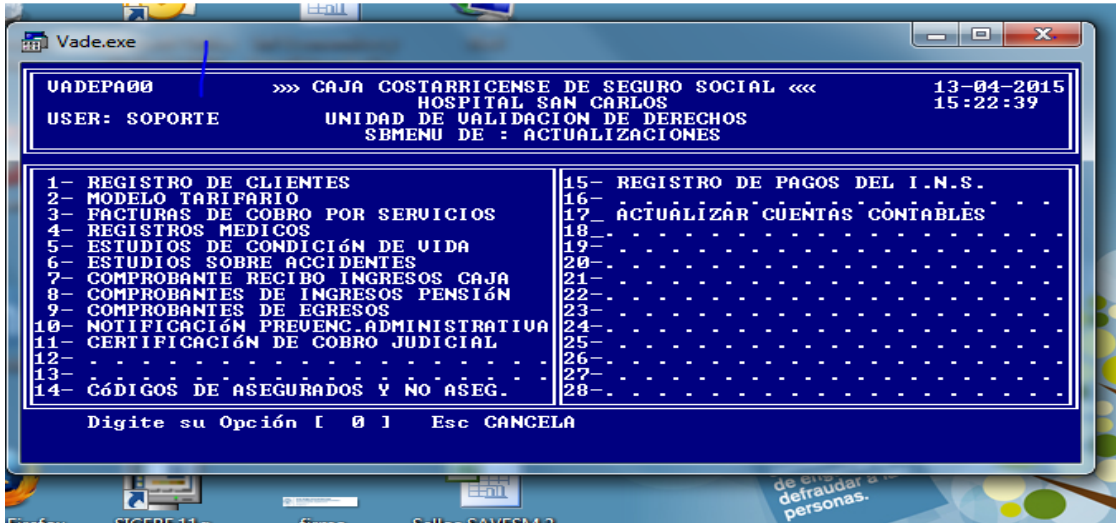 Vade.exe
VADEPA00 »»» CAJA COSTARRICENSE DE SEGURO SOCIAL ««« 13-04-2015
HOSPITAL SAN CARLOS 15:22:39
USER: SOPORTE UNIDAD DE VALIDACION DE DERECHOS
SBMENU DE : ACTUALIZACIONES
1- REGISTRO DE CLIENTES
2- MODELO TARIFARIO
3- FACTURAS DE COBRO POR SERVICIOS
4- REGISTROS MEDICOS
5- ESTUDIOS DE CONDICIóN DE VIDA
6- ESTUDIOS SOBRE ACCIDENTES
7- COMPROBANTE RECIBO INGRESOS CAJA
8- COMPROBANTES DE INGRESOS PENSIóN
9- COMPROBANTES DE EGRESOS
10- NOTIFICACIóN PREVENC.ADMINISTRATIVA
11- CERTIFICACIóN DE COBRO JUDICIAL
12- . . . . . . . . . . . . . . . . .
13- . . . . . . . . . . . . . . . . .
14- CóDIGOS DE ASEGURADOS Y NO ASEG.
15- REGISTRO DE PAGOS DEL I.N.S.
16- . . . . . . . . . . . . . . . . .
17_ ACTUALIZAR CUENTAS CONTABLES
18_. . . . . . . . . . . . . . . . .
19-. . . . . . . . . . . . . . . . .
20-. . . . . . . . . . . . . . . . .
21-. . . . . . . . . . . . . . . . .
22-. . . . . . . . . . . . . . . . .
23-. . . . . . . . . . . . . . . . .
24-. . . . . . . . . . . . . . . . .
25-. . . . . . . . . . . . . . . . .
26-. . . . . . . . . . . . . . . . .
27-. . . . . . . . . . . . . . . . .
28-. . . . . . . . . . . . . . . . .
Digite su Opción [ 0 ] Esc CANCELA
defraudar a
personas.